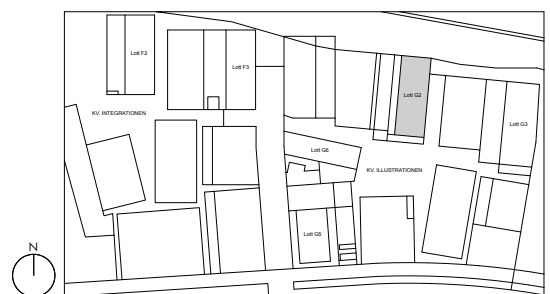 Lott F2
Lott F3
Lott G2
KV. INTEGRATIONEN
Lott G3
Lott G6
KV. ILLUSTRATIONEN
Lott G5
N